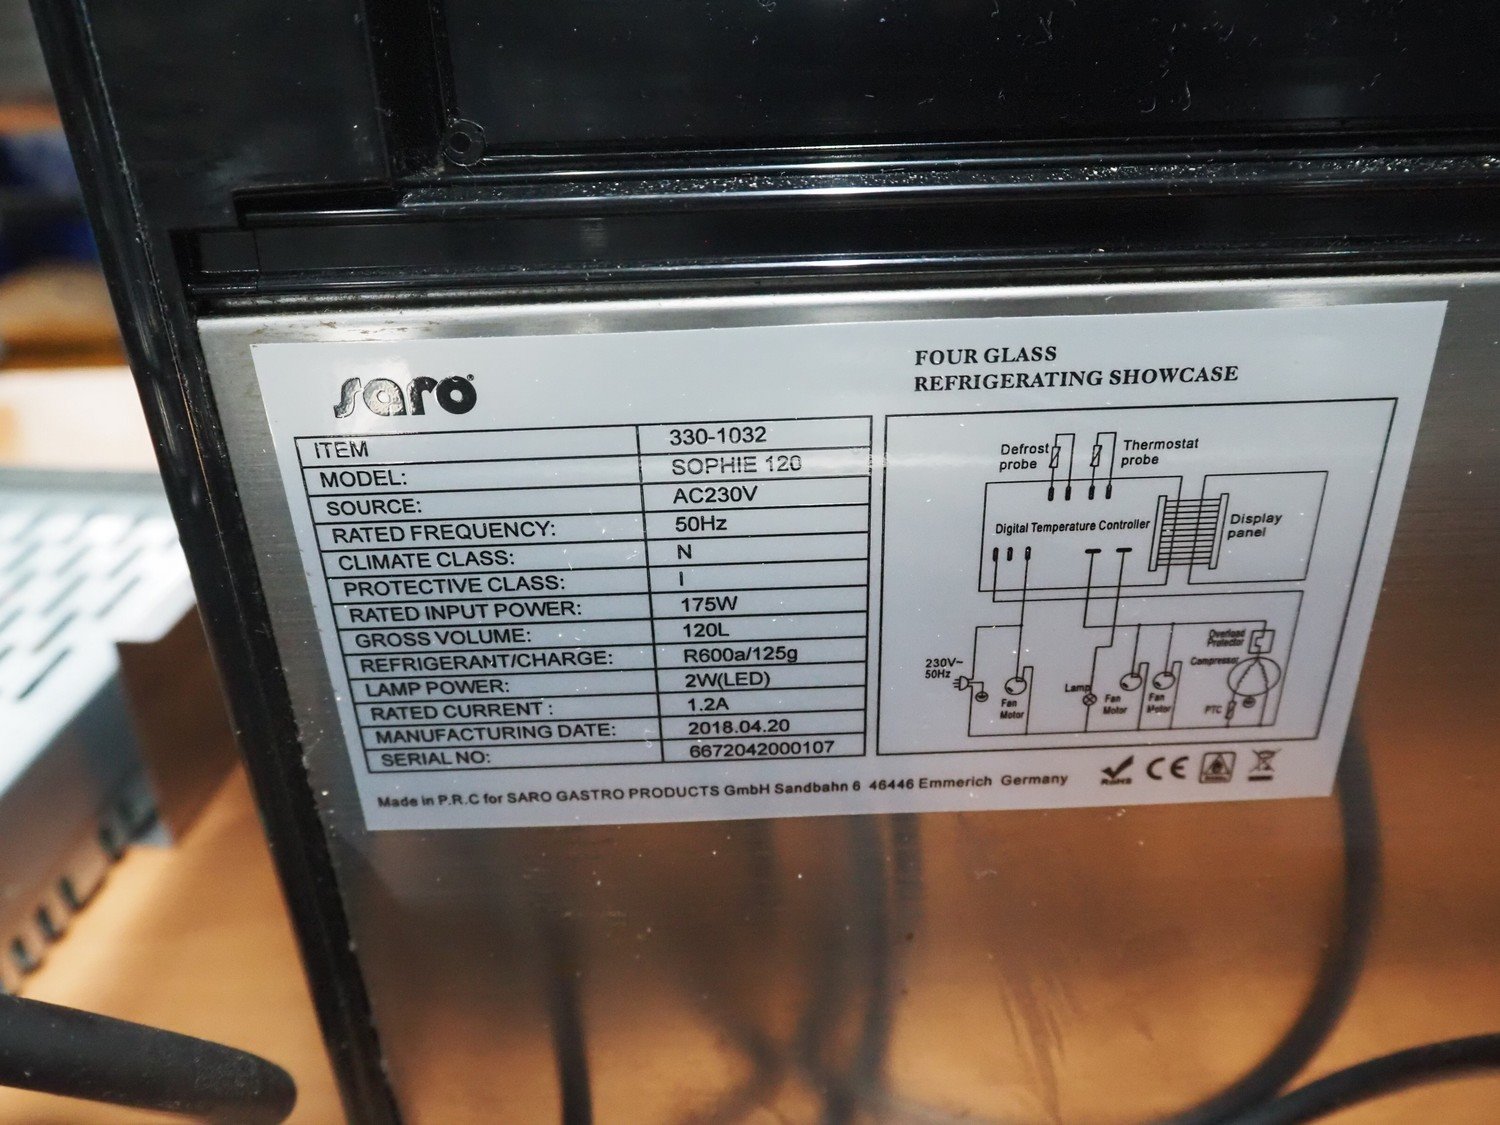 saro®
FOUR GLASS
REFRIGERATING SHOWCASE
ITEM 330-1032
MODEL: SOPHIE 120
SOURCE: AC230V
RATED FREQUENCY: 50Hz
CLIMATE CLASS: N
PROTECTIVE CLASS: I
RATED INPUT POWER: 175W
GROSS VOLUME: 120L
REFRIGERANT/CHARGE: R600a/125g
LAMP POWER: 2W(LED)
RATED CURRENT : 1.2A
MANUFACTURING DATE: 2018.04.20
SERIAL NO: 6672042000107
Defrost
probe
Thermostat
probe
Digital Temperature Controller
Display
panel
230V~
50Hz
Fan
Motor
Lamp
Fan
Motor
Fan
Motor
Overload
Protector
Compressor
PTC
Made in P.R.C for SARO GASTRO PRODUCTS GmbH Sandbahn 6 46446 Emmerich Germany
RoHS
CE